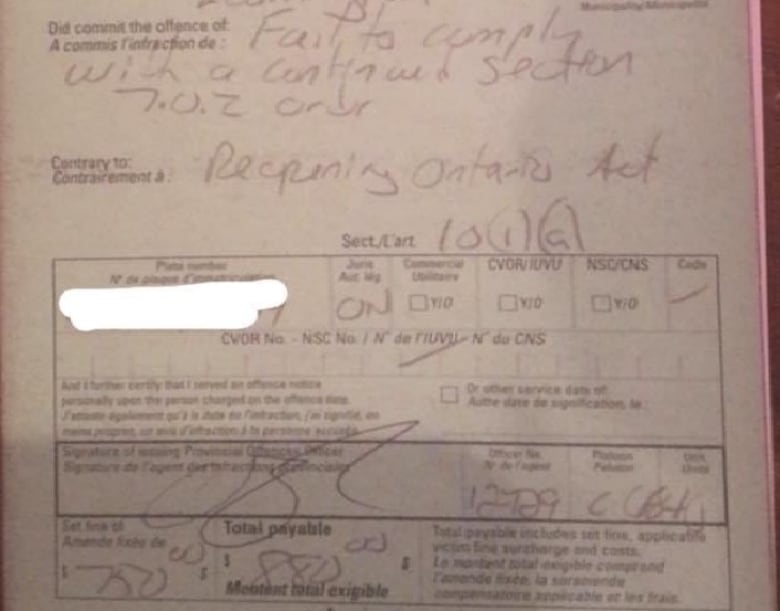 Municipality/Municipalité
Did commit the offence of:
A commis l'infraction de :
Fail to comply
with a continued section
7.0.2 order
Contrary to:
Contrairement à :
Reopening Ontario Act
Sect./L'art. 10(1)(a)
Plate number
N° de plaque d'immatriculation
Juris
Aut. lég.
Commercial
Utilitaire
CVOR/IUVU
NSC/CNS
Code
ON
Y/O
Y/O
Y/O
CVOR No. - NSC No. / N° de l'IUVU - N° du CNS
And I further certify that I served an offence notice
personally upon the person charged on the offence date.
J'atteste également qu'à la date de l'infraction, j'ai signifié, en
mains propres, un avis d'infraction à la personne accusée.
Or other service date of:
Autre date de signification, le :
Signature of issuing Provincial Offences Officer
Signature de l'agent des infractions provinciales
Officer No.
N° de l'agent
Platoon
Peloton
Unit
Unité
Set fine of
Amende fixée de
$ 750 00 $
Total payable
$ 880 00 $
Montant total exigible
Total payable includes set fine, applicable
victim fine surcharge and costs.
Le montant total exigible comprend
l'amende fixée, la suramende
compensatoire applicable et les frais.